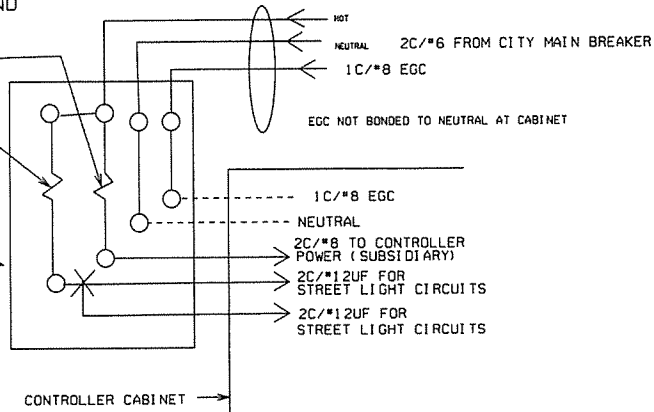 ND
HOT
NEUTRAL 2C/#6 FROM CITY MAIN BREAKER
1C/#8 EGC
EGC NOT BONDED TO NEUTRAL AT CABINET
1C/#8 EGC
NEUTRAL
2C/#8 TO CONTROLLER
POWER (SUBSIDIARY)
2C/#12UF FOR
STREET LIGHT CIRCUITS
2C/#12UF FOR
STREET LIGHT CIRCUITS
CONTROLLER CABINET